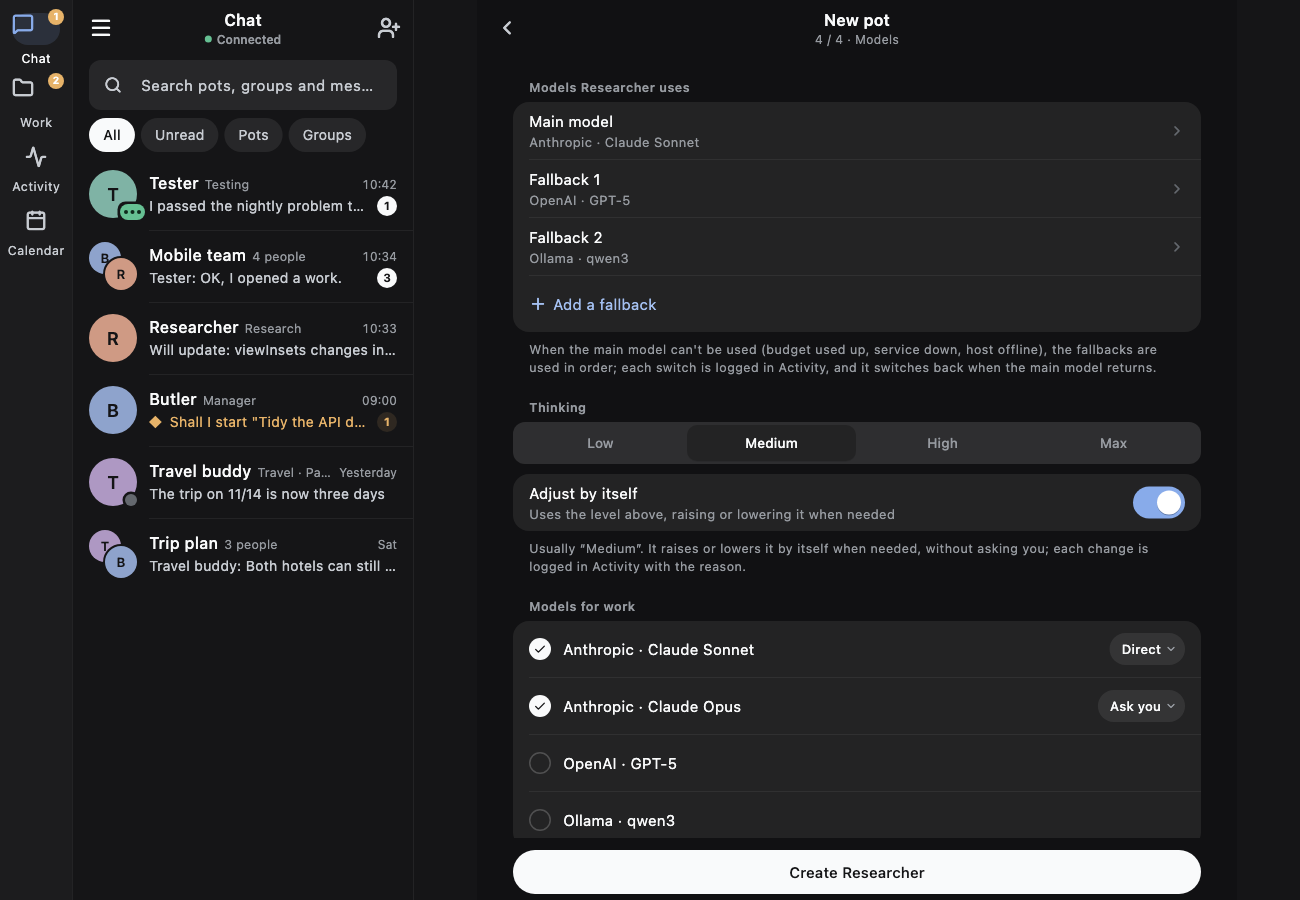 1
Chat
2
Work
Activity
Calendar
Chat
Connected
Search pots, groups and mes...
All
Unread
Pots
Groups
T
Tester Testing 10:42
I passed the nightly problem t... 1
B
R
Mobile team 4 people 10:34
Tester: OK, I opened a work. 3
R
Researcher Research 10:33
Will update: viewInsets changes in...
B
Butler Manager 09:00
Shall I start "Tidy the API d... 1
T
Travel buddy Travel · Pa... Yesterday
The trip on 11/14 is now three days
T
B
Trip plan 3 people Sat
Travel buddy: Both hotels can still ...
New pot
4 / 4 · Models
Models Researcher uses
Main model
Anthropic · Claude Sonnet
Fallback 1
OpenAI · GPT-5
Fallback 2
Ollama · qwen3
+ Add a fallback
When the main model can't be used (budget used up, service down, host offline), the fallbacks are
used in order; each switch is logged in Activity, and it switches back when the main model returns.
Thinking
Low
Medium
High
Max
Adjust by itself
Uses the level above, raising or lowering it when needed
Usually “Medium”. It raises or lowers it by itself when needed, without asking you; each change is
logged in Activity with the reason.
Models for work
Anthropic · Claude Sonnet Direct
Anthropic · Claude Opus Ask you
OpenAI · GPT-5
Ollama · qwen3
Create Researcher